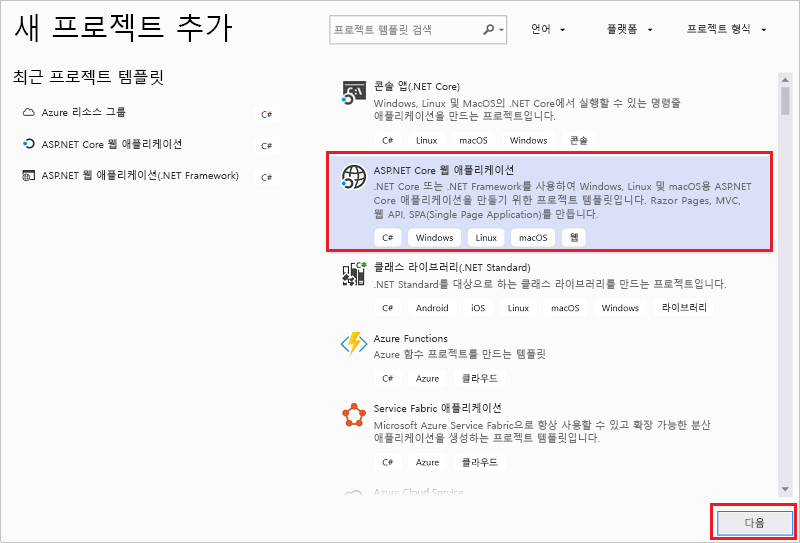 새 프로젝트 추가
프로젝트 템플릿 검색
언어
플랫폼
프로젝트 형식
최근 프로젝트 템플릿
Azure 리소스 그룹
C#
ASP.NET Core 웹 애플리케이션
C#
ASP.NET 웹 애플리케이션(.NET Framework)
C#
콘솔 앱(.NET Core)
Windows, Linux 및 MacOS의 .NET Core에서 실행할 수 있는 명령줄
애플리케이션을 만드는 프로젝트입니다.
C# Linux macOS Windows 콘솔
ASP.NET Core 웹 애플리케이션
.NET Core 또는 .NET Framework를 사용하여 Windows, Linux 및 macOS용 ASP.NET
Core 애플리케이션을 만들기 위한 프로젝트 템플릿입니다. Razor Pages, MVC,
웹 API, SPA(Single Page Application)를 만듭니다.
C# Windows Linux macOS 웹
클래스 라이브러리(.NET Standard)
.NET Standard를 대상으로 하는 클래스 라이브러리를 만드는 프로젝트입니다.
C# Android iOS Linux macOS Windows 라이브러리
Azure Functions
Azure 함수 프로젝트를 만드는 템플릿
C# Azure 클라우드
Service Fabric 애플리케이션
Microsoft Azure Service Fabric으로 항상 사용할 수 있고 확장 가능한 분산
애플리케이션을 생성하는 프로젝트 템플릿입니다.
C# Azure 클라우드
Azure Cloud Service
다음